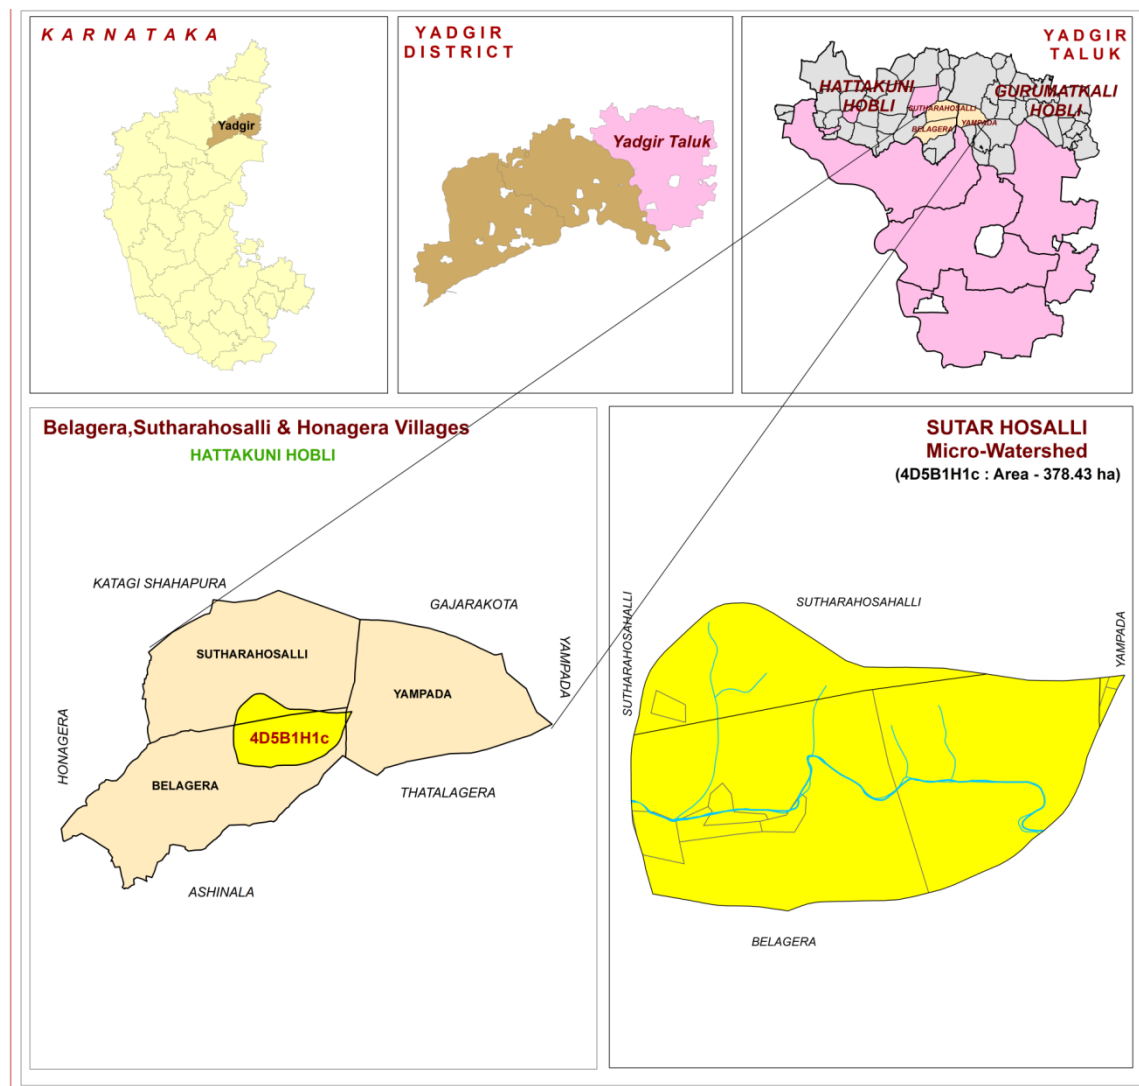 KARNATAKA
Yadgir
YADGIR
DISTRICT
Yadgir Taluk
YADGIR
TALUK
HATTAKUNI
HOBLI
GURUMATKALI
HOBLI
SUTHARAHOSALLI
YAMPADA
BELAGERA
Belagera,Sutharahosalli & Honagera Villages
HATTAKUNI HOBLI
KATAGI SHAHAPURA
GAJARAKOTA
SUTHARAHOSALLI
YAMPADA
YAMPADA
HONAGERA
4D5B1H1c
BELAGERA
THATALAGERA
ASHINALA
SUTAR HOSALLI
Micro-Watershed
(4D5B1H1c : Area - 378.43 ha)
SUTHARAHOSAHALLI
SUTHARAHOSAHALLI
YAMPADA
BELAGERA